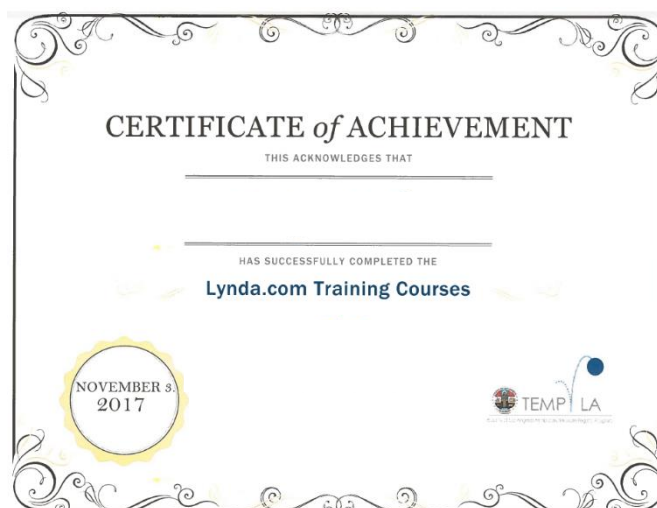 CERTIFICATE of ACHIEVEMENT
THIS ACKNOWLEDGES THAT
HAS SUCCESSFULLY COMPLETED THE
Lynda.com Training Courses
NOVEMBER 3.
2017
TEMP LA